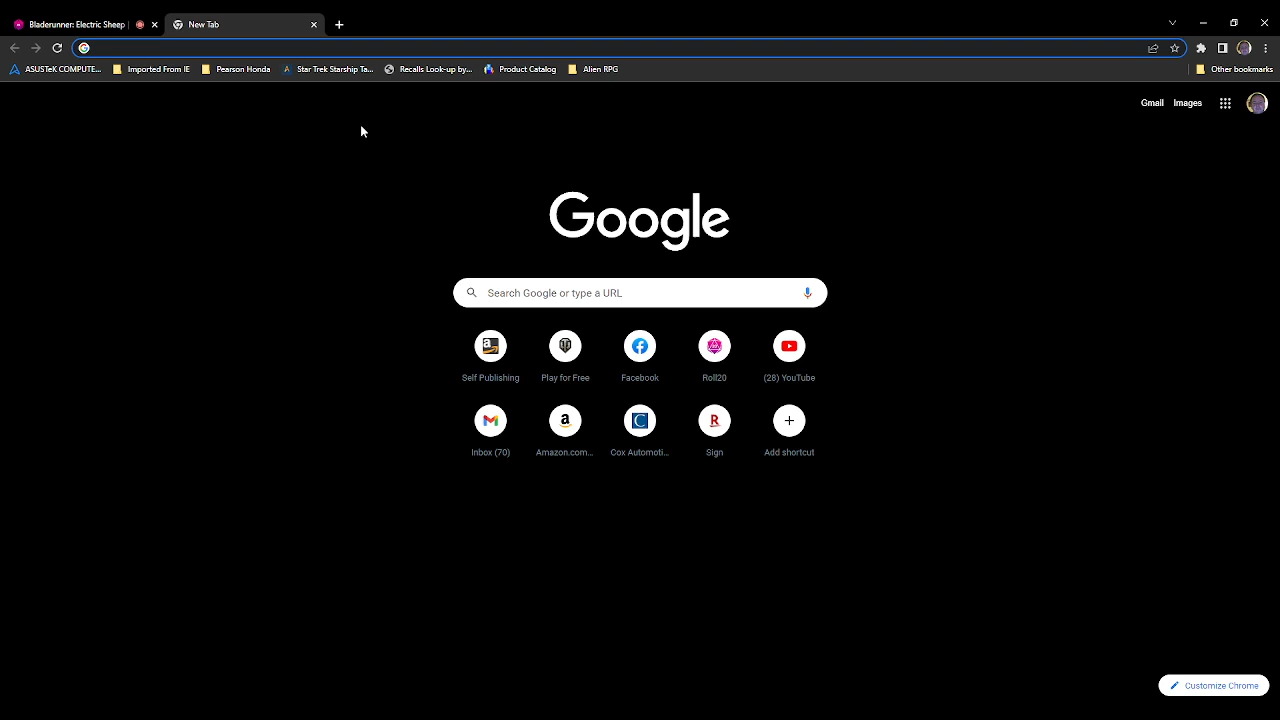 Bladerunner: Electric Sheep |
New Tab
ASUSTeK COMPUTE...
Imported From IE
Pearson Honda
Star Trek Starship Ta...
Recalls Look-up by...
Product Catalog
Alien RPG
Other bookmarks
Gmail
Images
Google
Search Google or type a URL
Self Publishing
Play for Free
Facebook
Roll20
(28) YouTube
Inbox (70)
Amazon.com...
Cox Automoti...
Sign
Add shortcut
Customize Chrome